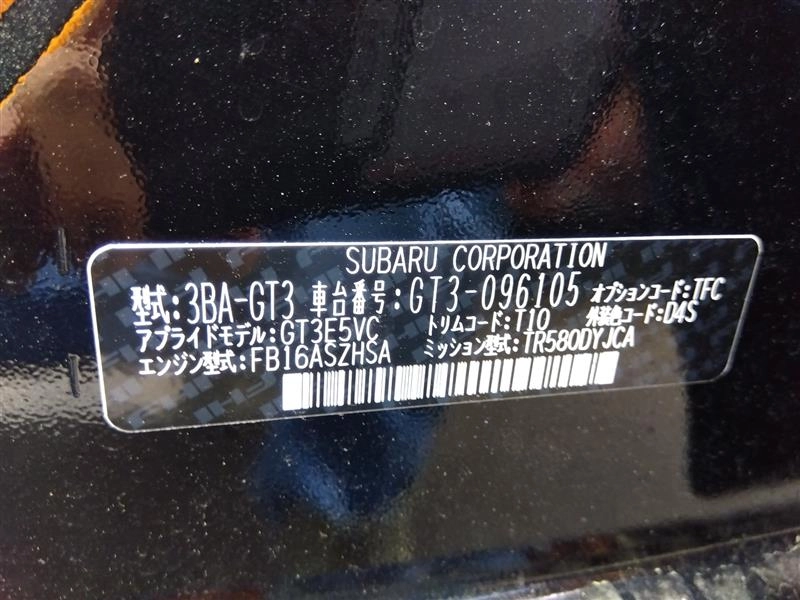 SUBARU CORPORATION
型式:3BA-GT3 車台番号:GT3-096105 オプションコード:TFC
アプライドモデル:GT3E5VC トリムコード:T10 外装色コード:D4S
エンジン型式:FB16ASZHSA ミッション型式:TR580DYJCA